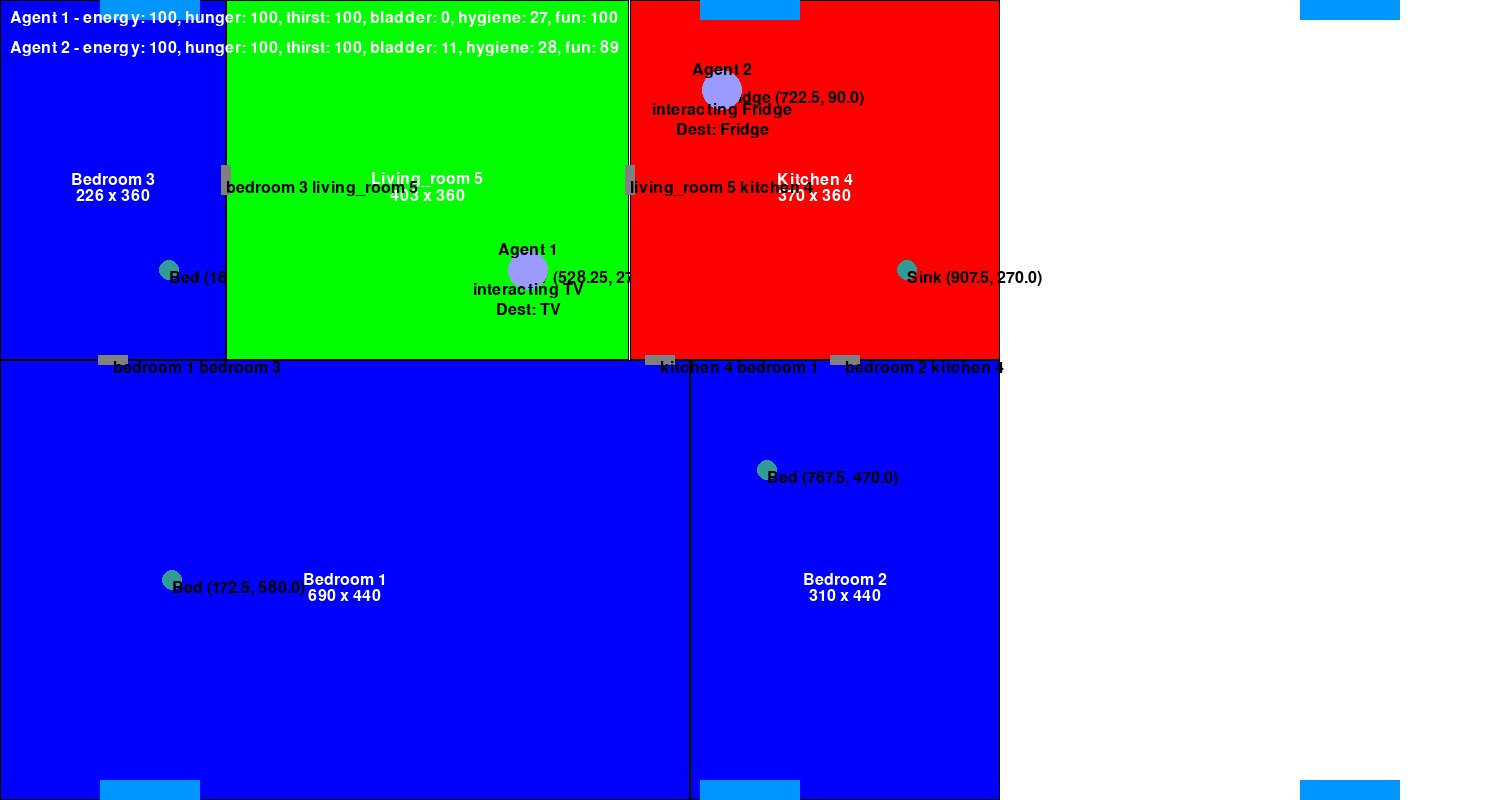 Agent 1 - energy: 100, hunger: 100, thirst: 100, bladder: 0, hygiene: 27, fun: 100
Agent 2 - energy: 100, hunger: 100, thirst: 100, bladder: 11, hygiene: 28, fun: 89
Agent 2
dge (722.5, 90.0)
interacting Fridge
Dest: Fridge
Bedroom 3
226 x 360
Living_room 5
403 x 360
Kitchen 4
370 x 360
bedroom 3 living_room 5
living_room 5 kitchen 4
Agent 1
Bed (16
(528.25, 27
Sink (907.5, 270.0)
interacting TV
Dest: TV
bedroom 1 bedroom 3
kitchen 4 bedroom 1
bedroom 2 kitchen 4
Bed (767.5, 470.0)
Bed (172.5, 580.0)
Bedroom 1
690 x 440
Bedroom 2
310 x 440